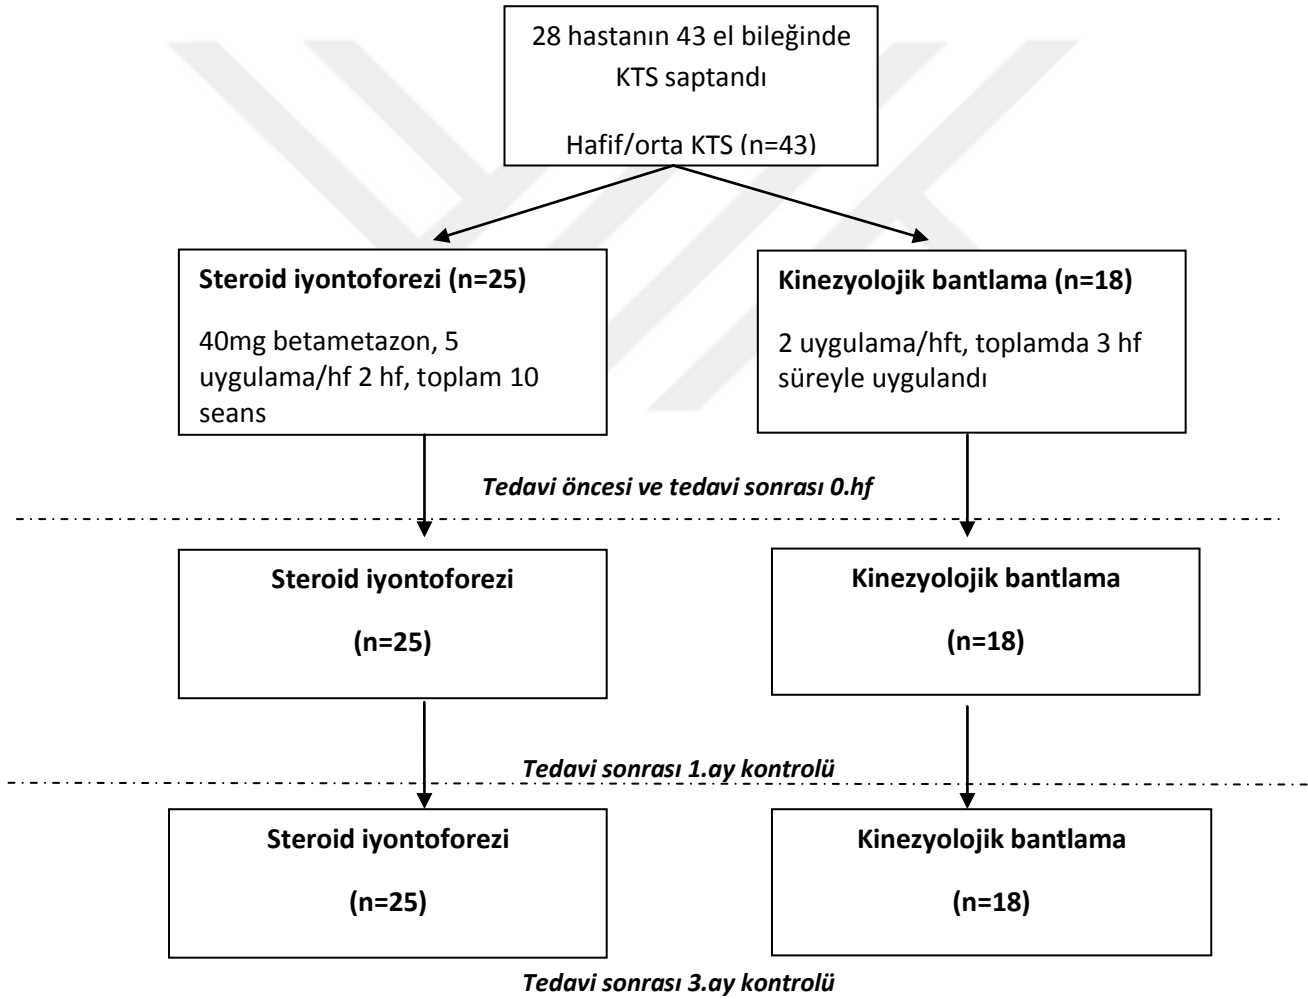 28 hastanın 43 el bileğinde
KTS saptandı
Hafif/orta KTS (n=43)
Steroid iyontoforezi (n=25)
40mg betametazon, 5
uygulama/hf 2 hf, toplam 10
seans
Kinezyolojik bantlama (n=18)
2 uygulama/hft, toplamda 3 hf
süreyle uygulandı
Tedavi öncesi ve tedavi sonrası 0.hf
Steroid iyontoforezi
(n=25)
Kinezyolojik bantlama
(n=18)
Tedavi sonrası 1.ay kontrolü
Steroid iyontoforezi
(n=25)
Kinezyolojik bantlama
(n=18)
Tedavi sonrası 3.ay kontrolü